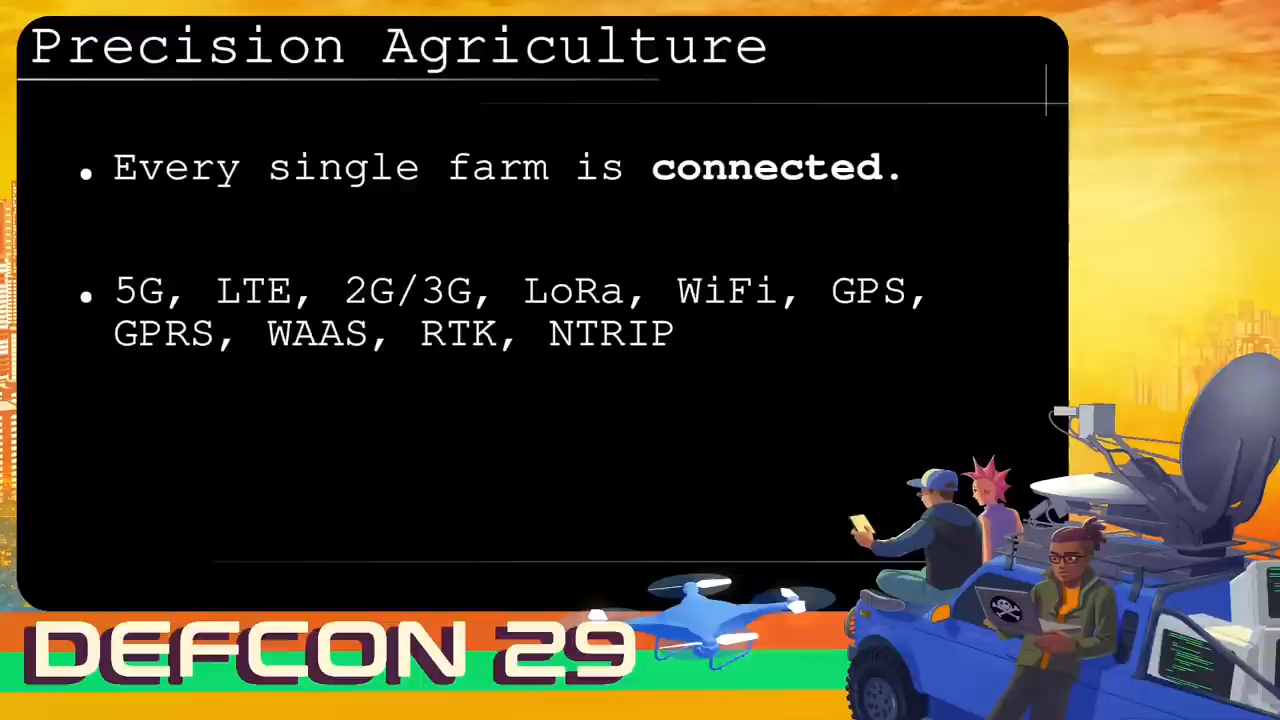 Precision Agriculture
• Every single farm is connected.
• 5G, LTE, 2G/3G, LoRa, WiFi, GPS,
GPRS, WAAS, RTK, NTRIP
DEFCON 29